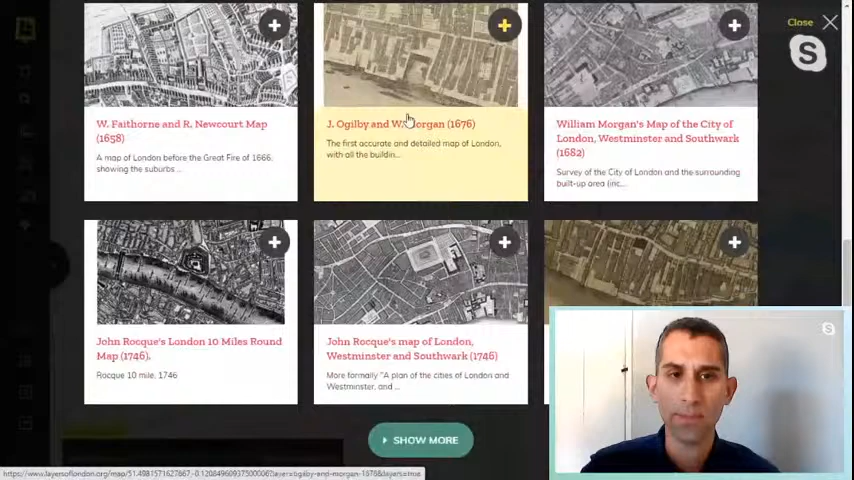 Close
S
W. Faithorne and R. Newcourt Map
(1658)
A map of London before the Great Fire of 1666,
showing the suburbs ...
J. Ogilby and W. Morgan (1676)
The first accurate and detailed map of London,
with all the buildin...
William Morgan's Map of the City of
London, Westminster and Southwark
(1682)
Survey of the City of London and the surrounding
built-up area (inc...
John Rocque's London 10 Miles Round
Map (1746).
Rocque 10 mile, 1746
John Rocque's map of London,
Westminster and Southwark (1746)
More formally "A plan of the cities of London and
Westminster, and ...
SHOW MORE